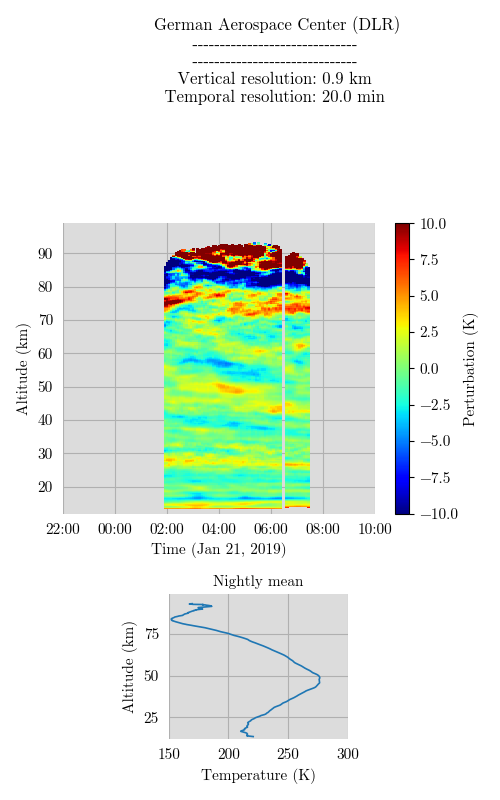 German Aerospace Center (DLR)
------------------------------
------------------------------
Vertical resolution: 0.9 km
Temporal resolution: 20.0 min
90
80
70
60
50
40
30
20
Altitude (km)
22:00 00:00 02:00 04:00 06:00 08:00 10:00
Time (Jan 21, 2019)
10.0
7.5
5.0
2.5
0.0
−2.5
−5.0
−7.5
−10.0
Perturbation (K)
Nightly mean
75
50
25
Altitude (km)
150 200 250 300
Temperature (K)